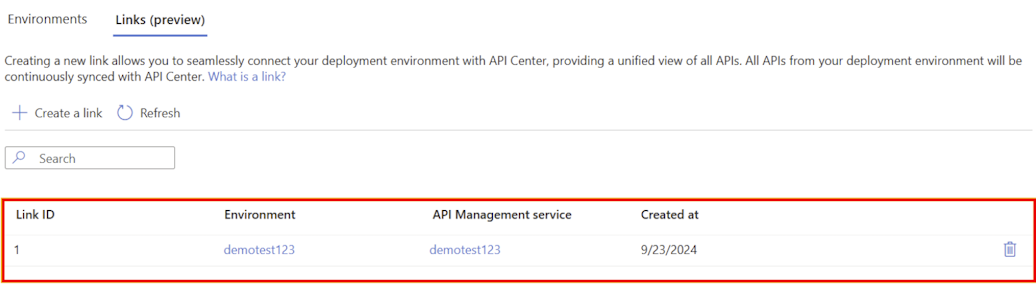 Environments Links (preview)
Creating a new link allows you to seamlessly connect your deployment environment with API Center, providing a unified view of all APIs. All APIs from your deployment environment will be
continuously synced with API Center. What is a link?
Create a link Refresh
Search
Link ID Environment API Management service Created at
1 demotest123 demotest123 9/23/2024